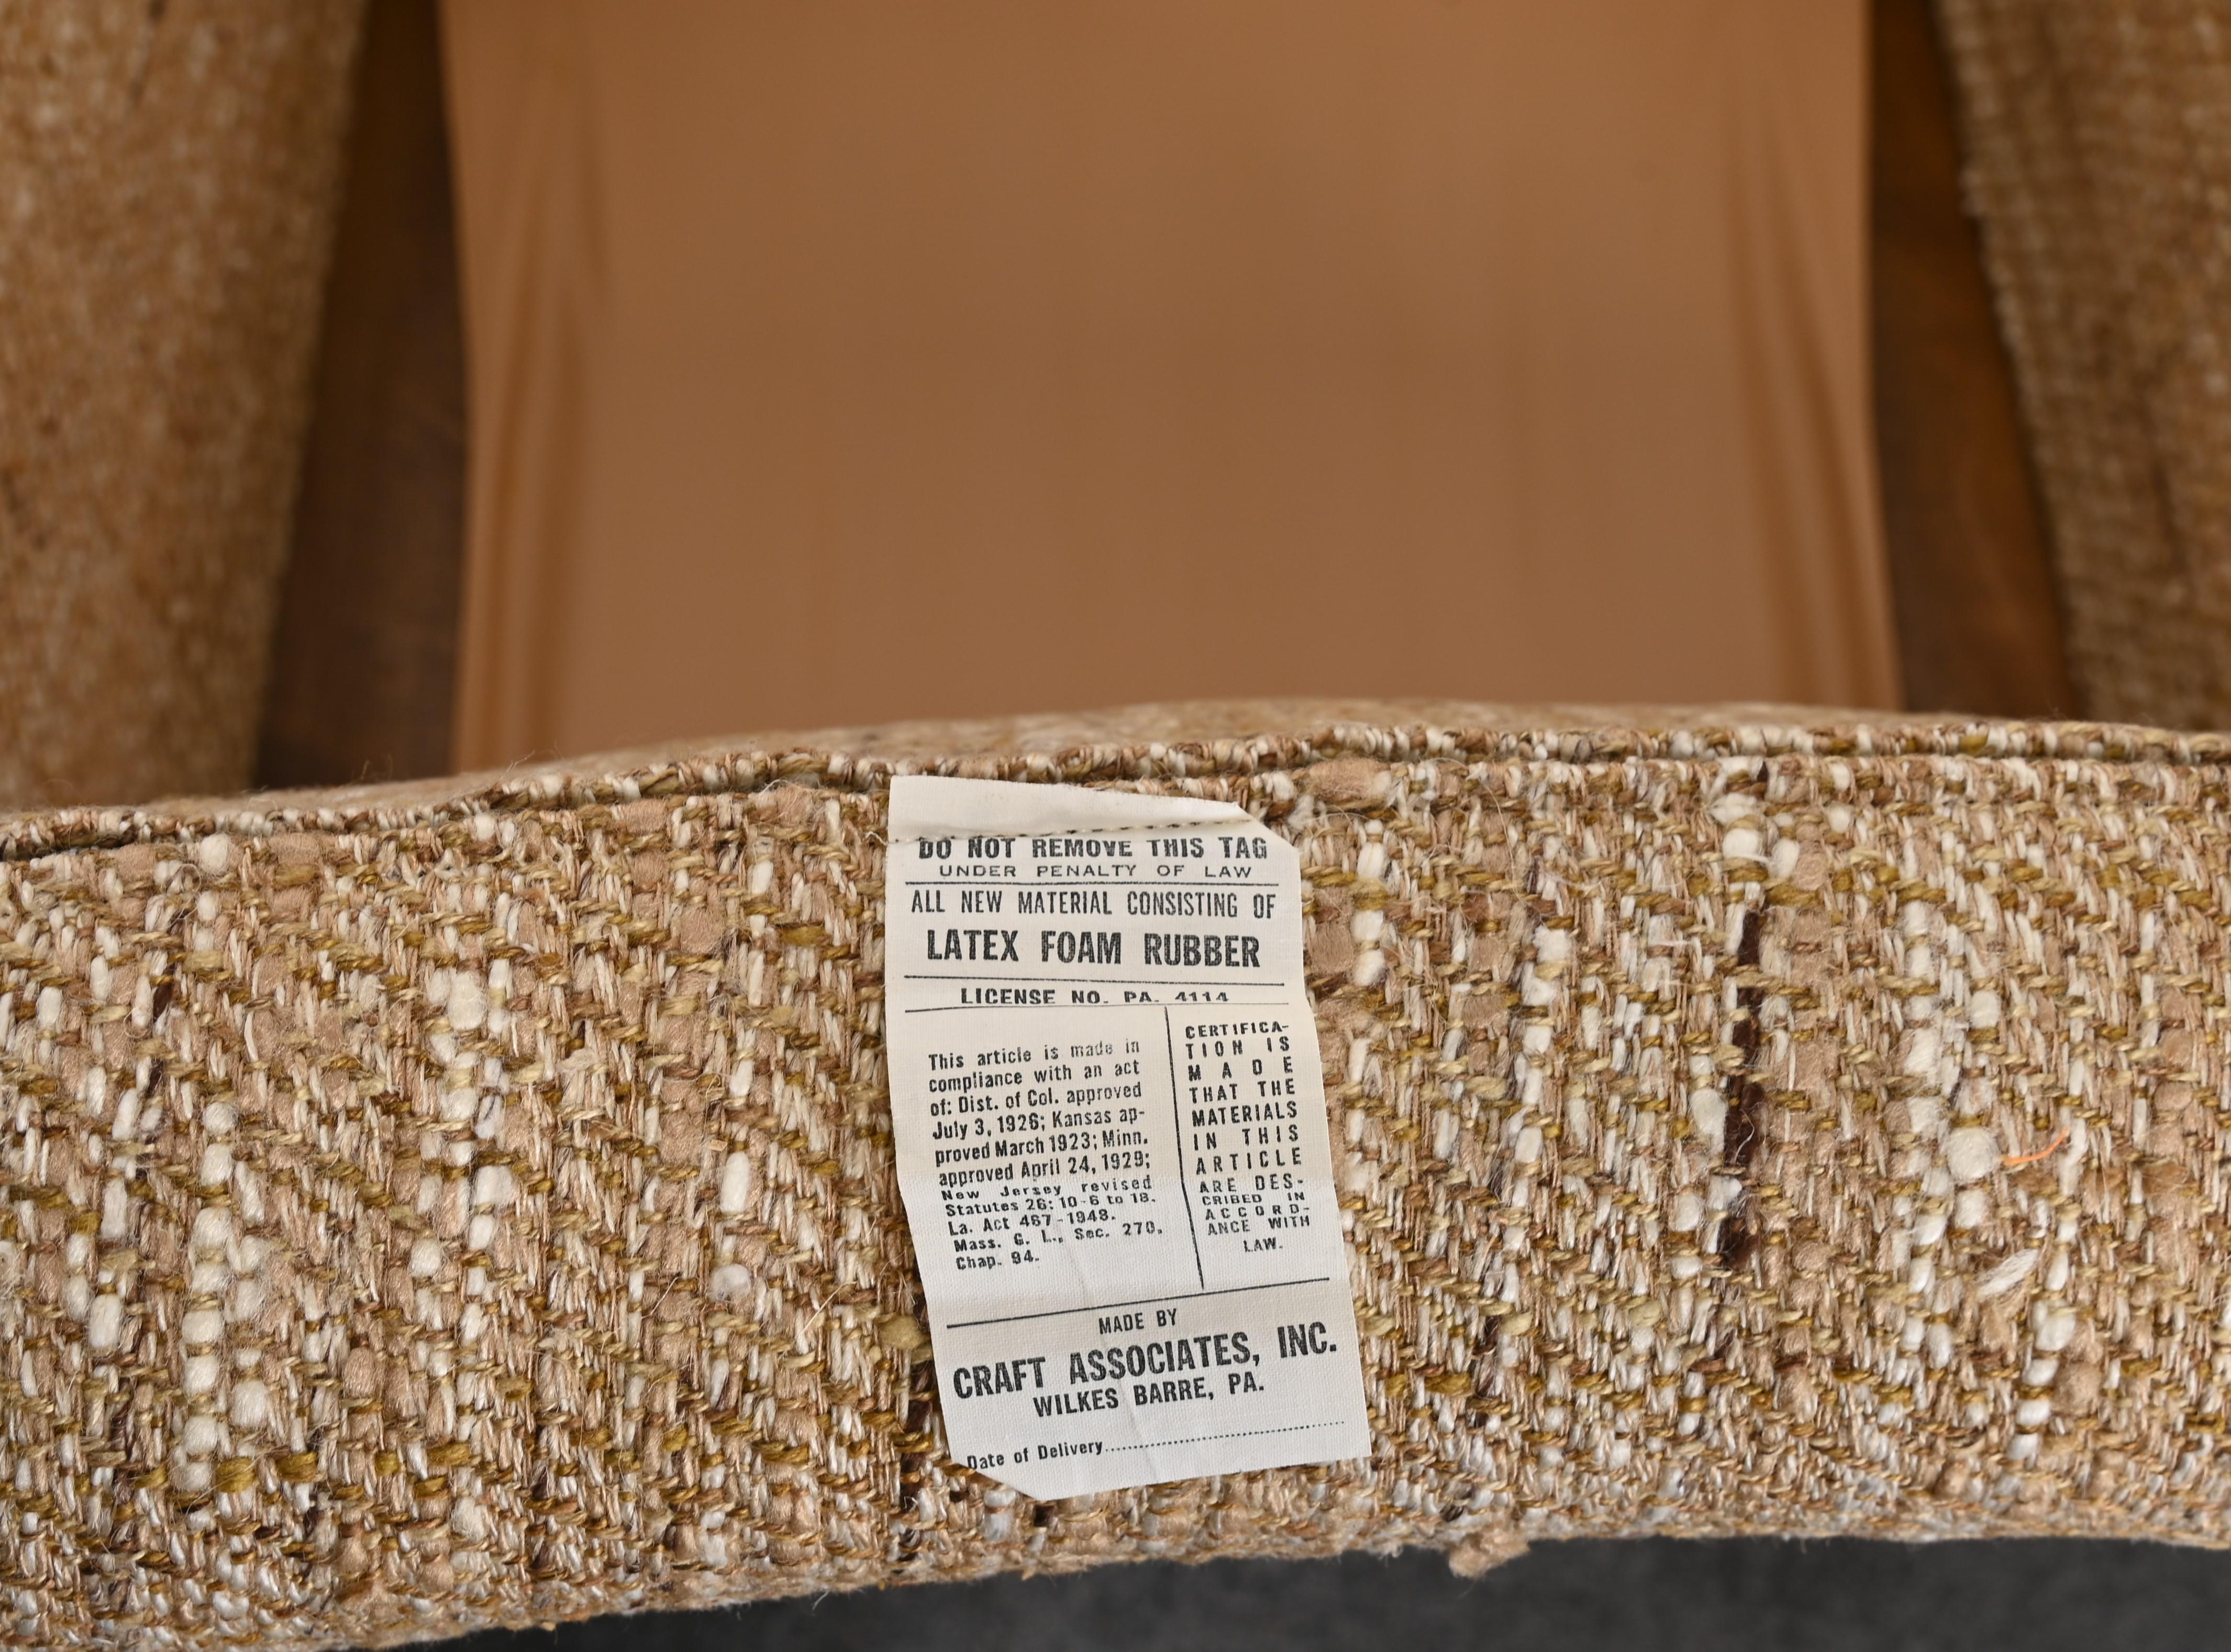 DO NOT REMOVE THIS TAG
UNDER PENALTY OF LAW
ALL NEW MATERIAL CONSISTING OF
LATEX FOAM RUBBER
LICENSE NO. PA. 4114
This article is made in
compliance with an act
of: Dist. of Col. approved
July 3, 1926; Kansas ap-
proved March 1923; Minn.
approved April 24, 1929;
New Jersey revised
Statutes 26: 10-6 to 18.
La. Act 467-1948.
Mass. G. L., Sec. 270,
Chap. 94.
CERTIFICA-
TION IS
MADE
THAT THE
MATERIALS
IN THIS
ARTICLE
ARE DES-
CRIBED IN
ACCORD-
ANCE WITH
LAW.
MADE BY
CRAFT ASSOCIATES, INC.
WILKES BARRE, PA.
Date of Delivery